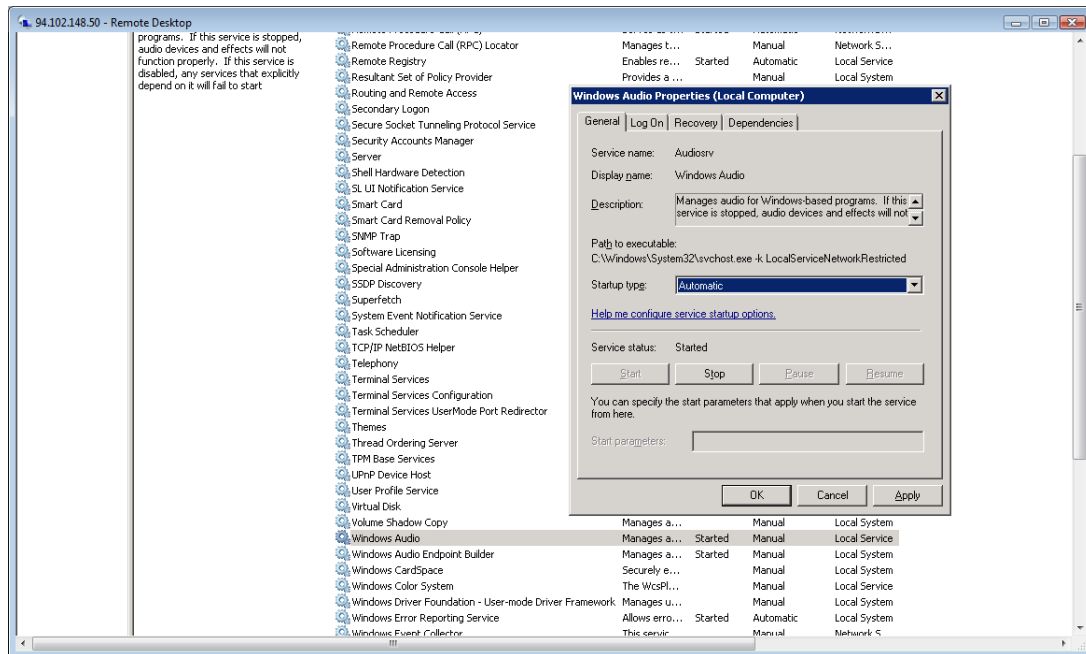 94.102.148.50 - Remote Desktop
programs. If this service is stopped,
audio devices and effects will not
function properly. If this service is
disabled, any services that explicitly
depend on it will fail to start
Remote Procedure Call (RPC) Locator Manages t... Manual Network S...
Remote Registry Enables re... Started Automatic Local Service
Resultant Set of Policy Provider Provides a ... Manual Local System
Routing and Remote Access
Secondary Logon
Secure Socket Tunneling Protocol Service
Security Accounts Manager
Server
Shell Hardware Detection
SL UI Notification Service
Smart Card
Smart Card Removal Policy
SNMP Trap
Software Licensing
Special Administration Console Helper
SSDP Discovery
Superfetch
System Event Notification Service
Task Scheduler
TCP/IP NetBIOS Helper
Telephony
Terminal Services
Terminal Services Configuration
Terminal Services UserMode Port Redirector
Themes
Thread Ordering Server
TPM Base Services
UPnP Device Host
User Profile Service
Virtual Disk
Volume Shadow Copy Manages a... Manual Local System
Windows Audio Manages a... Started Manual Local Service
Windows Audio Endpoint Builder Manages a... Started Manual Local System
Windows CardSpace Securely e... Manual Local System
Windows Color System The WcsPl... Manual Local Service
Windows Driver Foundation - User-mode Driver Framework Manages u... Manual Local System
Windows Error Reporting Service Allows erro... Started Automatic Local System
Windows Event Collector This servic... Manual Network S...
Windows Audio Properties (Local Computer)
General Log On Recovery Dependencies
Service name: Audiosrv
Display name: Windows Audio
Description: Manages audio for Windows-based programs. If this
service is stopped, audio devices and effects will not
Path to executable:
C:\Windows\System32\svchost.exe -k LocalServiceNetworkRestricted
Startup type: Automatic
Help me configure service startup options.
Service status: Started
Start Stop Pause Resume
You can specify the start parameters that apply when you start the service
from here.
Start parameters:
OK Cancel Apply